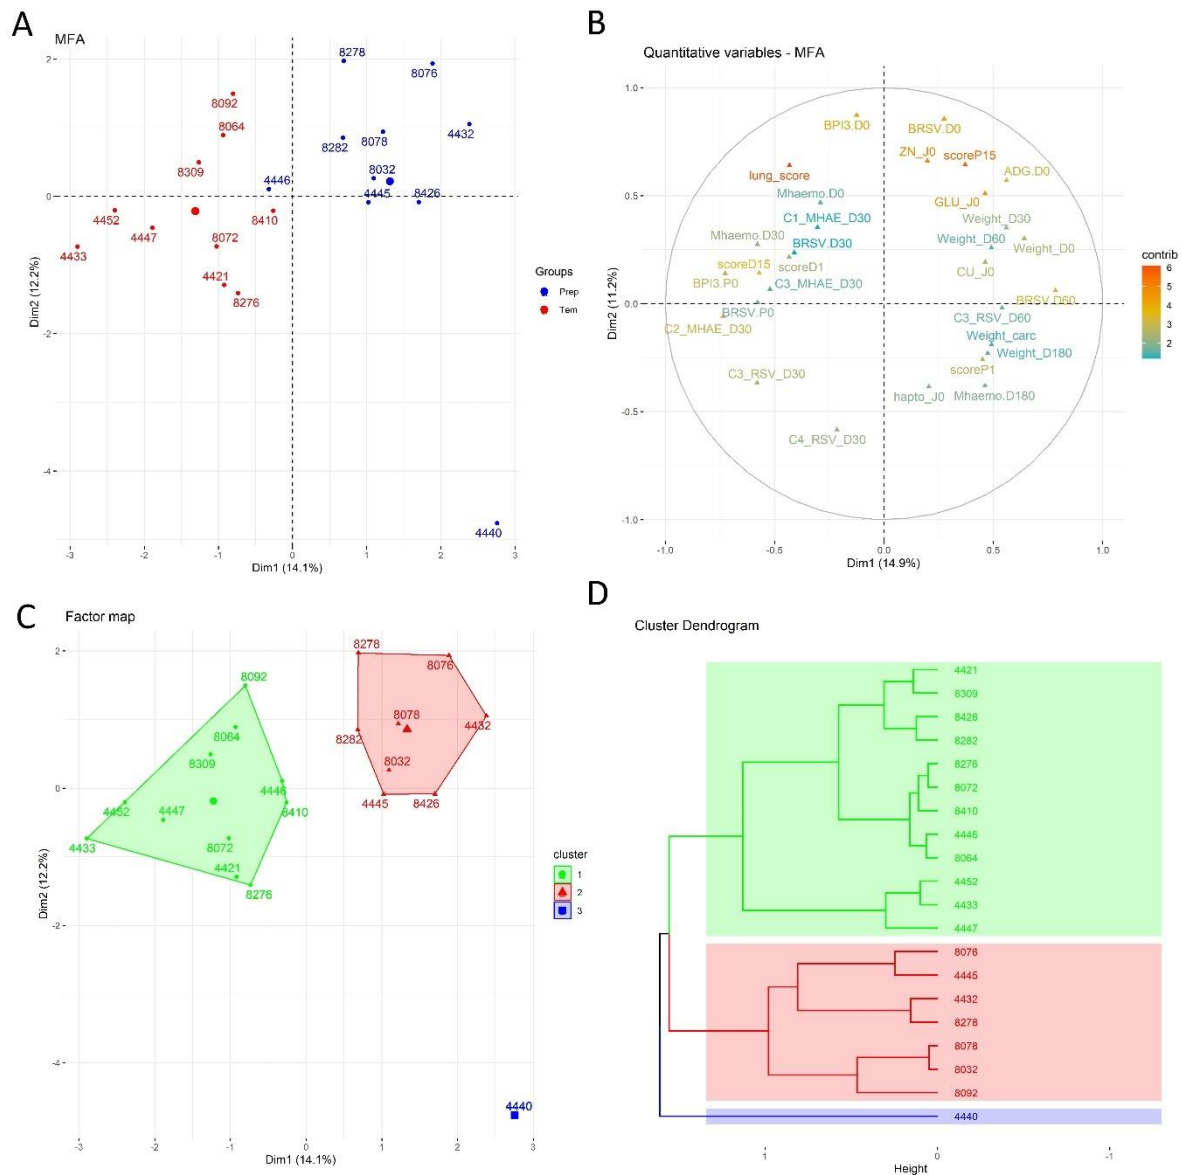 A
MFA
2
0
-2
-4
-3
-2
-1
0
1
2
3
Dim2 (12.2%)
Dim1 (14.1%)
8278
8076
8092
8064
4432
8078
8282
8309
4446
8032
4445
8426
4452
4447
8410
8072
4433
4421
8276
4440
Groups
Prep
Tem
B
Quantitative variables - MFA
1.0
0.5
0.0
-0.5
-1.0
-1.0
-0.5
0.0
0.5
1.0
Dim2 (11.2%)
Dim1 (14.9%)
BPI3.D0
BRSV.D0
ZN_J0
scoreP15
lung_score
ADG.D0
Mhaemo.D0
GLU_J0
C1_MHAE_D30
Weight_D30
Mhaemo.D30
BRSV.D30
Weight_D60
Weight_D0
scoreD15
scoreD1
CU_J0
BPI3.P0
C3_MHAE_D30
BRSV_D60
BRSV.P0
C3_RSV_D60
C2_MHAE_D30
Weight_carc
Weight_D180
C3_RSV_D30
scoreP1
hapto_J0
Mhaemo.D180
C4_RSV_D30
contrib
6
5
4
3
2
C
Factor map
2
0
-2
-4
-3
-2
-1
0
1
2
3
Dim2 (12.2%)
Dim1 (14.1%)
8278
8076
8092
8064
8078
4432
8282
8309
8032
4446
4445
8426
4452
4447
8410
4433
8072
4421
8276
4440
cluster
1
2
3
D
Cluster Dendrogram
4421
8309
8426
8282
8276
8072
8410
4446
8064
4452
4433
4447
8076
4445
4432
8278
8078
8032
8092
4440
1
0
-1
Height